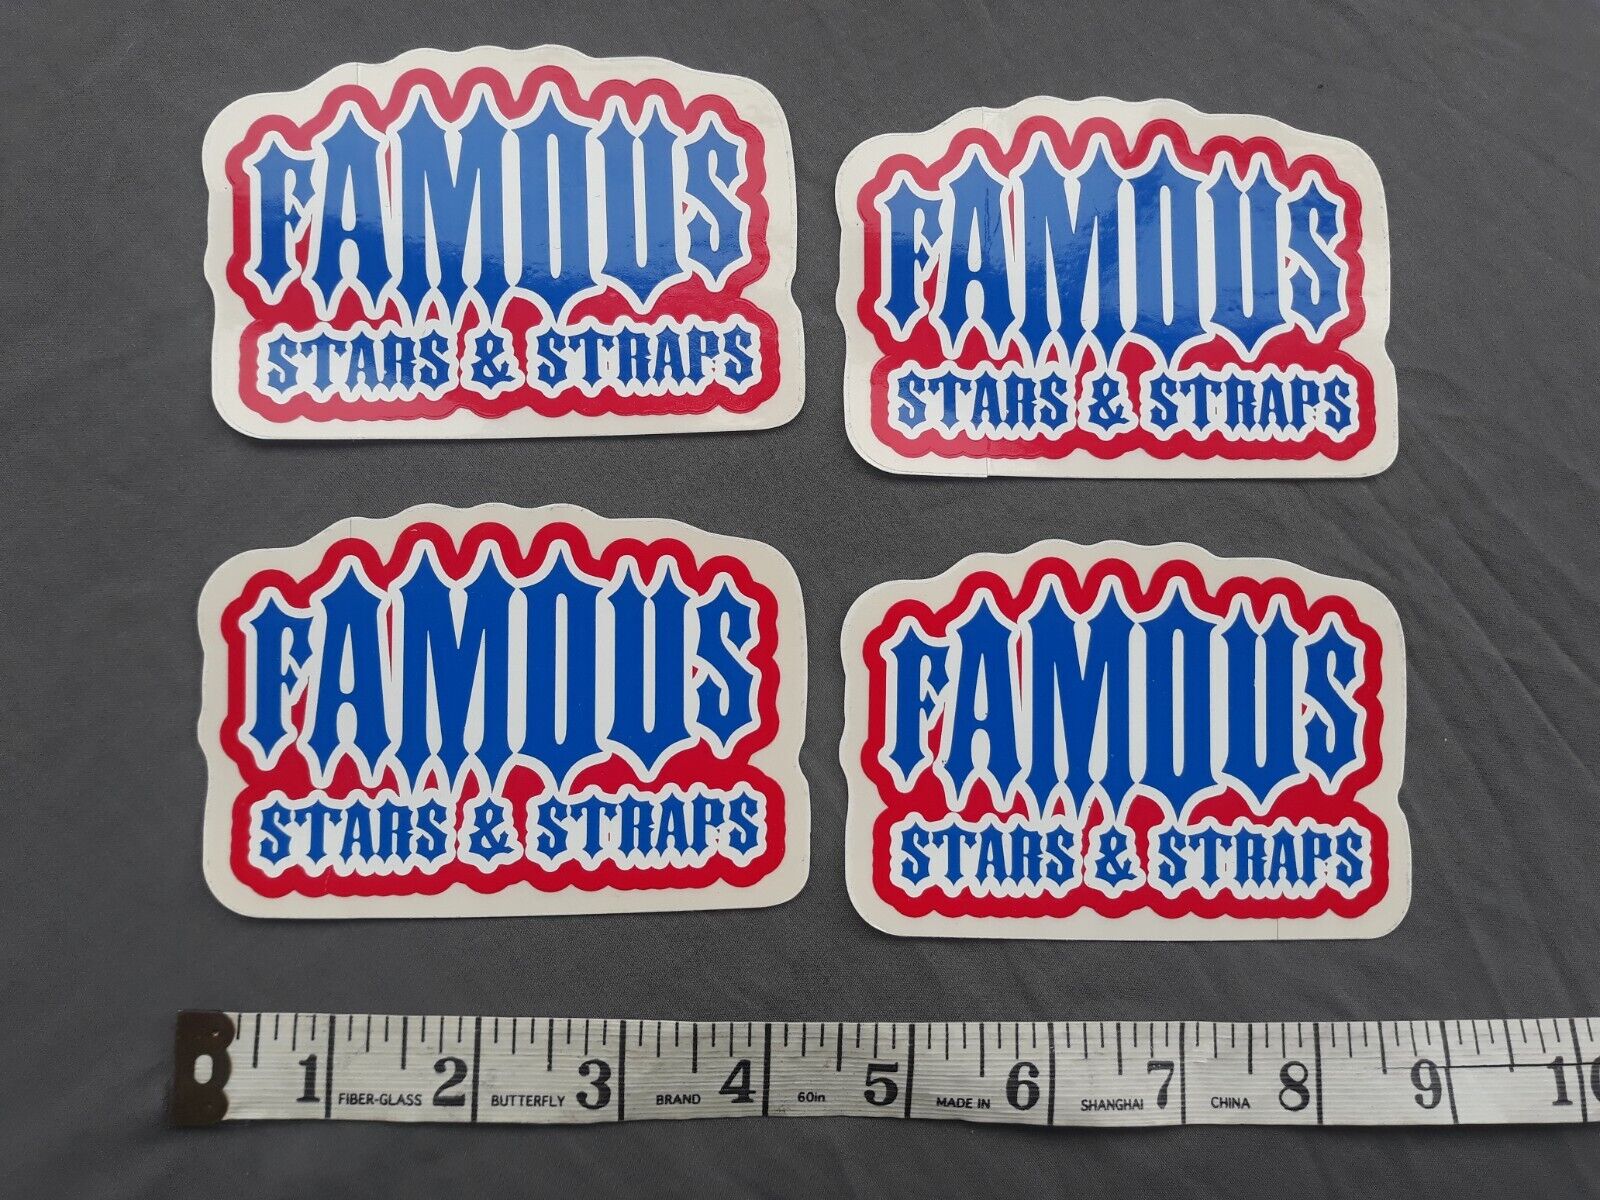 FAMOUS
STARS & STRAPS
FAMOUS
STARS & STRAPS
FAMOUS
STARS & STRAPS
FAMOUS
STARS & STRAPS
1 FIBER-GLASS 2 BUTTERFLY 3 BRAND 4 60in 5 MADE IN 6 SHANGHAI 7 CHINA 8 9 10